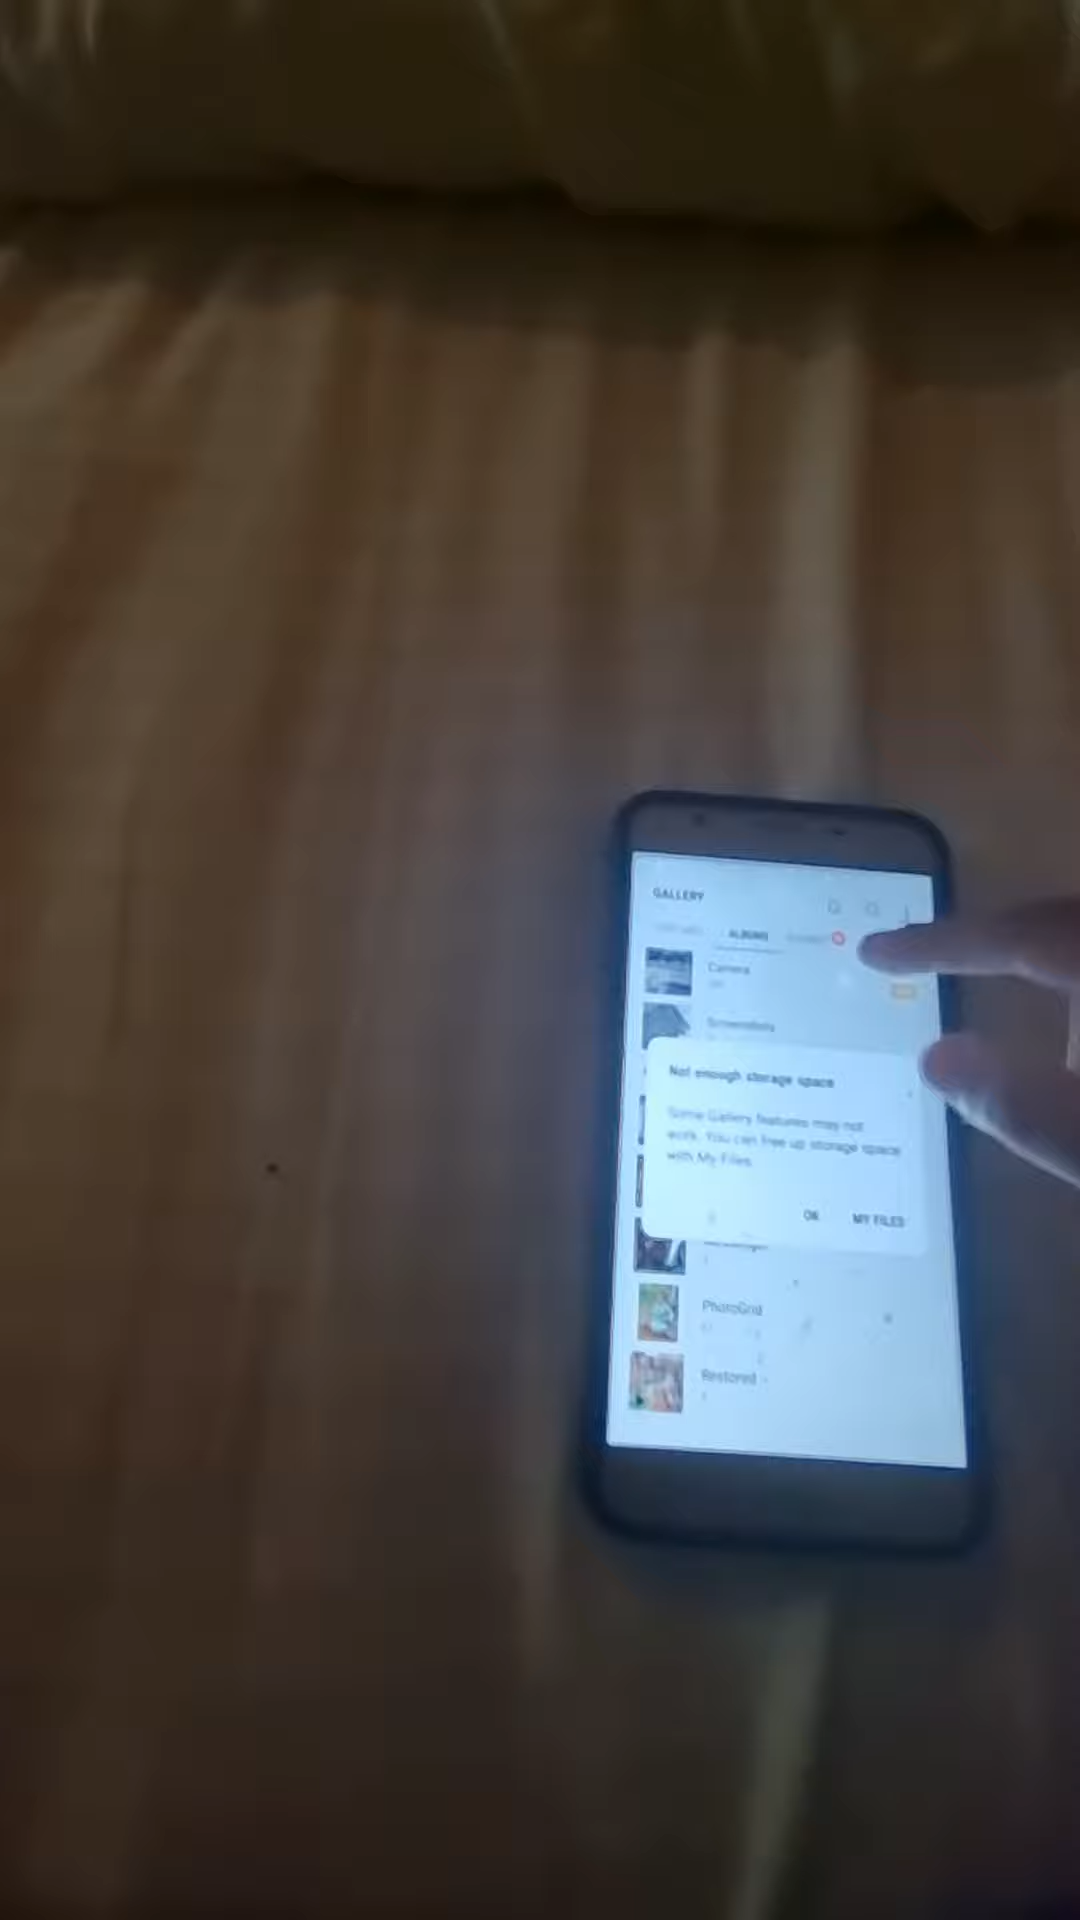 GALLERY
ALBUMS
Camera
Screenshots
Not enough storage space
Some Gallery features may not
work. You can free up storage space
with My Files.
OK MY FILES
PhotoGrid
Restored